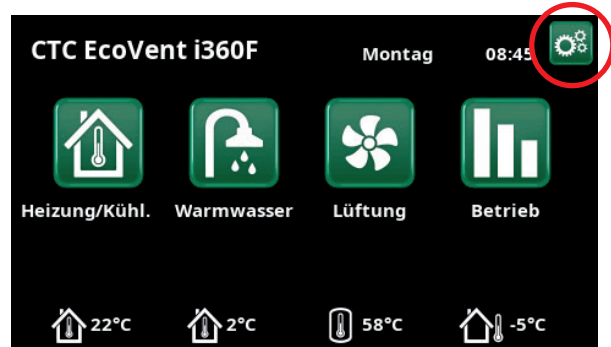 CTC EcoVent i360F Montag 08:45
Heizung/Kühl. Warmwasser Lüftung Betrieb
22°C 2°C 58°C -5°C